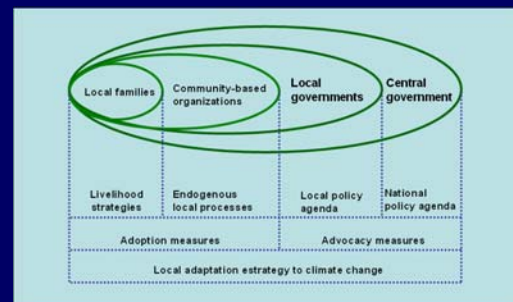 Local families
Community-based
organizations
Local
governments
Central
government
Livelihood
strategies
Endogenous
local processes
Local policy
agenda
National
policy agenda
Adoption measures
Advocacy measures
Local adaptation estrategy to climate change